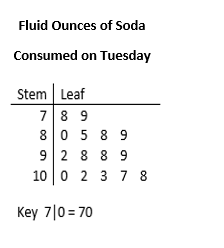 Fluid Ounces of Soda
Consumed on Tuesday
Stem | Leaf
7 | 8 9
8 | 0 5 8 9
9 | 2 8 8 9
10 | 0 2 3 7 8
Key 7|0 = 70